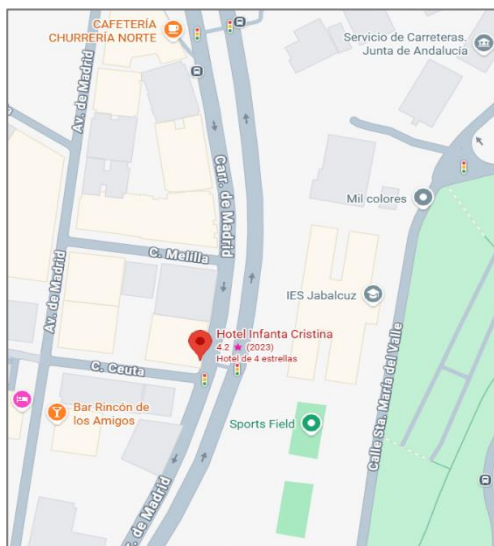 CAFETERÍA
CHURRERÍA NORTE
Servicio de Carreteras.
Junta de Andalucía
Av. de Madrid
Carr. de Madrid
Mil colores
C. Melilla
IES Jabalcuz
Av. de Madrid
Hotel Infanta Cristina
4.2 ★ (2023)
Hotel de 4 estrellas
C. Ceuta
Bar Rincón de
los Amigos
Sports Field
Calle Sta. María del Valle
. de Madrid